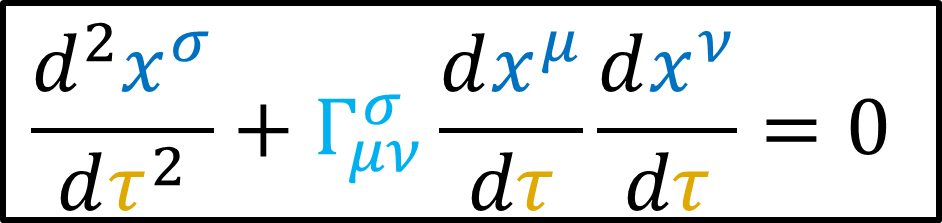 d²x^σ/dτ² + Γ^σ_μν dx^μ/dτ dx^ν/dτ = 0